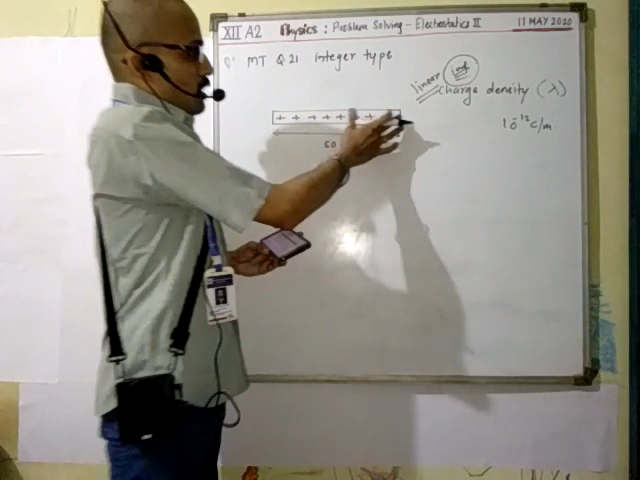 XII A2 Physics : Problem Solving - Electrostatics II 11 MAY 2020
Q. MT Q 21 Integer type
linear charge density (λ)
10⁻¹² c/m
+ + + + + + +
50